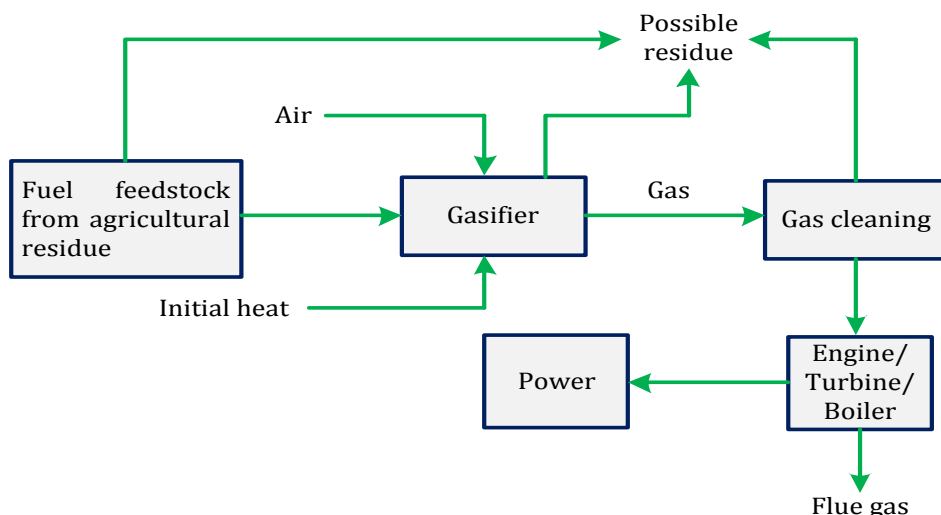 Possible
residue
Air
Fuel feedstock
from agricultural
residue
Gasifier
Gas
Gas cleaning
Initial heat
Power
Engine/
Turbine/
Boiler
Flue gas